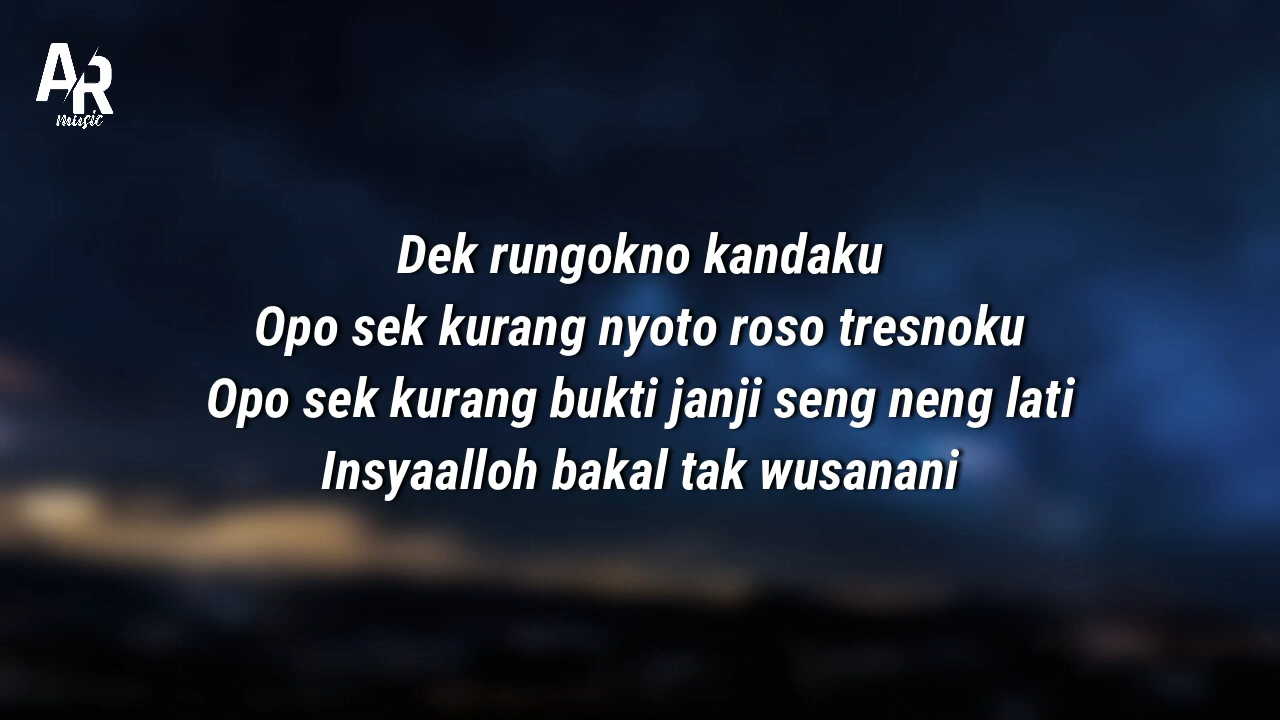 AR
music
Dek rungokno kandaku
Opo sek kurang nyoto roso tresnoku
Opo sek kurang bukti janji seng neng lati
Insyaalloh bakal tak wusanani